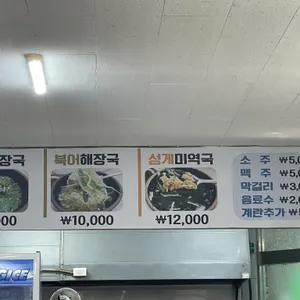 장국
북어해장국
성게미역국
소 주 ₩5,0
맥 주 ₩5,0
막걸리 ₩3,0
음료수 ₩2,0
계란추가 ₩
000
₩10,000
₩12,000